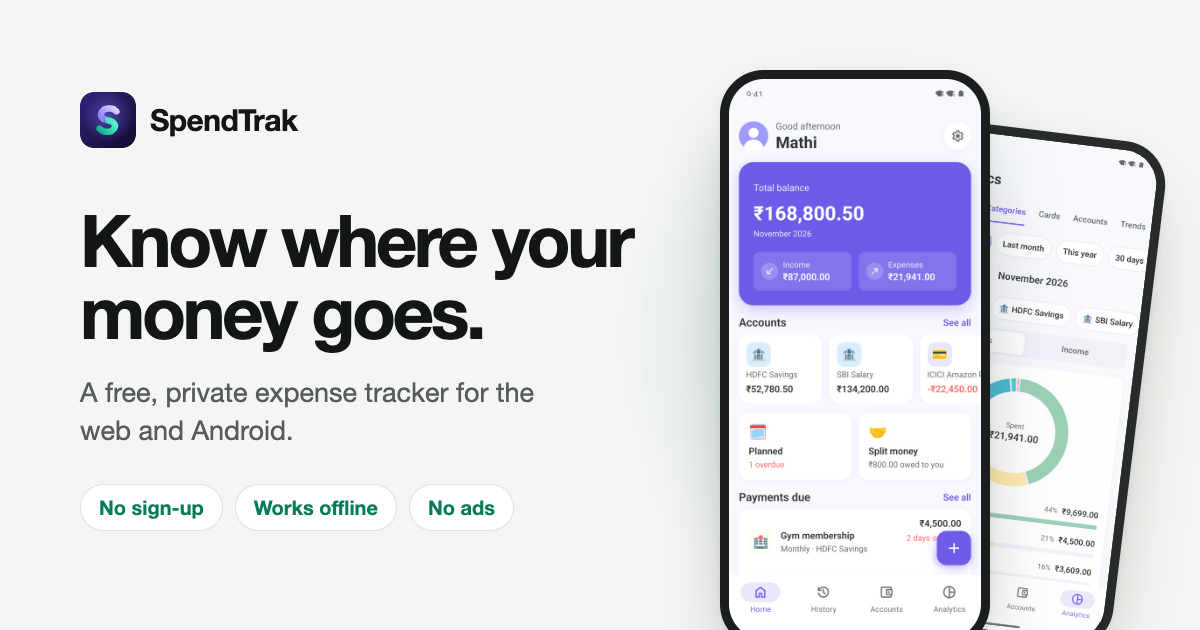 SpendTrak
Know where your
money goes.
A free, private expense tracker for the
web and Android.
No sign-up
Works offline
No ads
9:41
Good afternoon
Mathi
Total balance
₹168,800.50
November 2026
Income
₹87,000.00
Expenses
₹21,941.00
Accounts
See all
HDFC Savings
₹52,780.50
SBI Salary
₹134,200.00
ICICI Amazon
-₹22,450.00
Planned
1 overdue
Split money
₹800.00 owed to you
Payments due
See all
Gym membership
Monthly · HDFC Savings
₹4,500.00
2 days
+
Home
History
Accounts
Analytics
cs
ategories
Cards
Accounts
Trends
Last month
This year
30 days
November 2026
HDFC Savings
SBI Salary
Income
Spent
₹21,941.00
44% ₹9,699.00
21% ₹4,500.00
16% ₹3,609.00
Accounts
Analytics